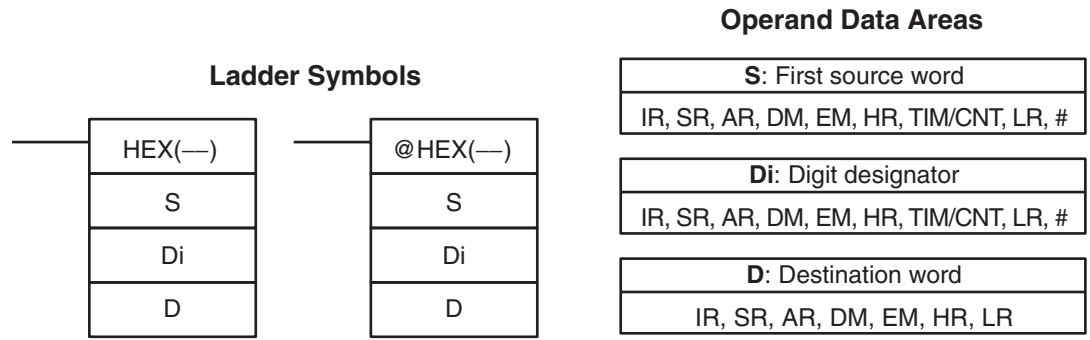 Ladder Symbols
HEX(––)
S
Di
D
@HEX(––)
S
Di
D
Operand Data Areas
S: First source word
IR, SR, AR, DM, EM, HR, TIM/CNT, LR, #
Di: Digit designator
IR, SR, AR, DM, EM, HR, TIM/CNT, LR, #
D: Destination word
IR, SR, AR, DM, EM, HR, LR